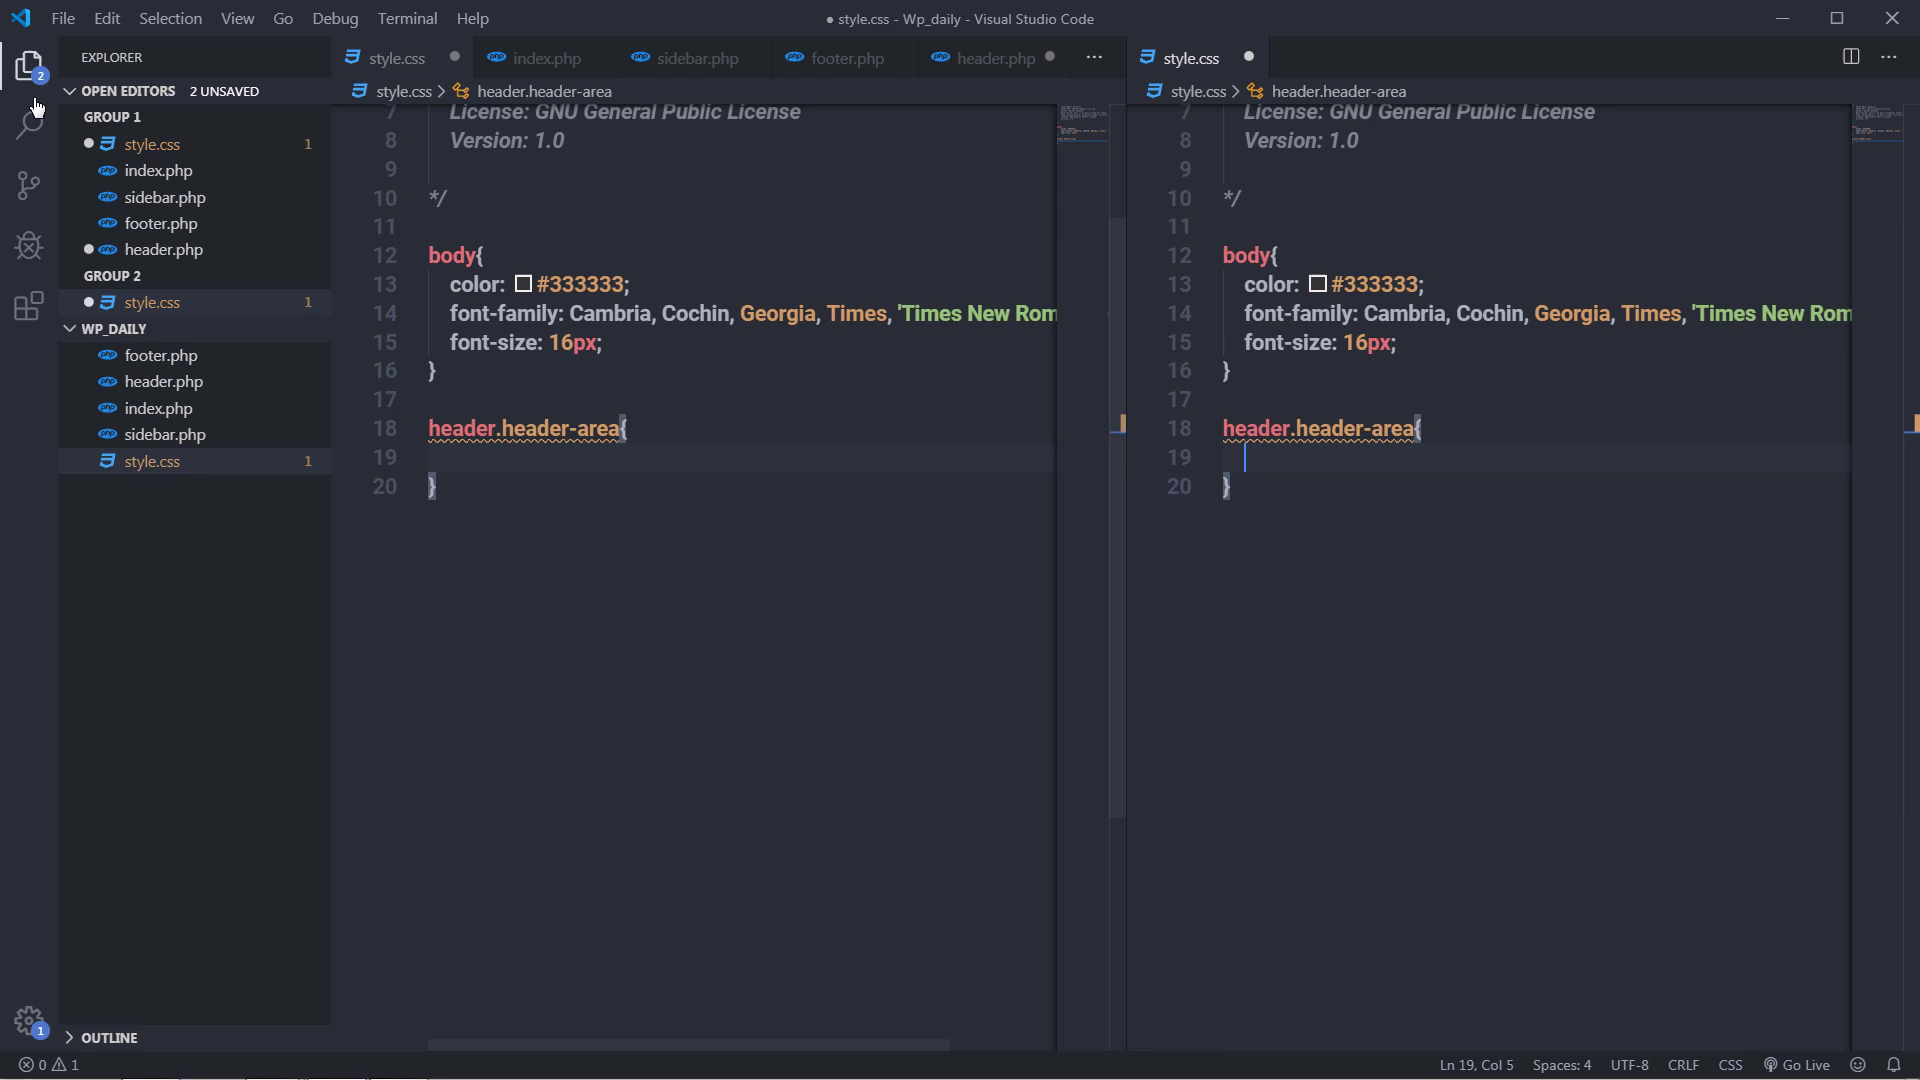 File Edit Selection View Go Debug Terminal Help
● style.css - Wp_daily - Visual Studio Code
EXPLORER
2
OPEN EDITORS 2 UNSAVED
GROUP 1
style.css 1
index.php
sidebar.php
footer.php
header.php
GROUP 2
style.css 1
WP_DAILY
footer.php
header.php
index.php
sidebar.php
style.css 1
OUTLINE
1
style.css index.php sidebar.php footer.php header.php ...
style.css > header.header-area
7 License: GNU General Public License
8 Version: 1.0
9
10 */
11
12 body{
13 color: #333333;
14 font-family: Cambria, Cochin, Georgia, Times, 'Times New Rom
15 font-size: 16px;
16 }
17
18 header.header-area{
19
20 }
style.css ...
style.css > header.header-area
7 License: GNU General Public License
8 Version: 1.0
9
10 */
11
12 body{
13 color: #333333;
14 font-family: Cambria, Cochin, Georgia, Times, 'Times New Rom
15 font-size: 16px;
16 }
17
18 header.header-area{
19
20 }
0 1
Ln 19, Col 5 Spaces: 4 UTF-8 CRLF CSS Go Live